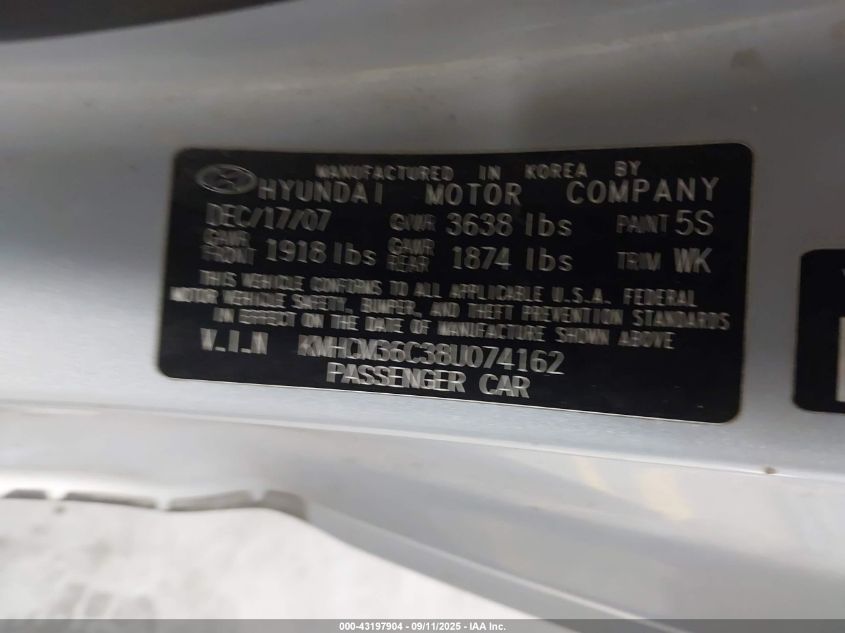 MANUFACTURED IN KOREA BY
HYUNDAI MOTOR COMPANY
DEC/17/07 GVWR 3638 lbs PAINT 5S
GAWR FRONT 1918 lbs GAWR REAR 1874 lbs TRIM WK
THIS VEHICLE CONFORMS TO ALL APPLICABLE U.S.A. FEDERAL
MOTOR VEHICLE SAFETY, BUMPER, AND THEFT PREVENTION STANDARDS
IN EFFECT ON THE DATE OF MANUFACTURE SHOWN ABOVE
V.I.N KMHCM36C38U074162
PASSENGER CAR
000-43197904 - 09/11/2025 - IAA Inc.